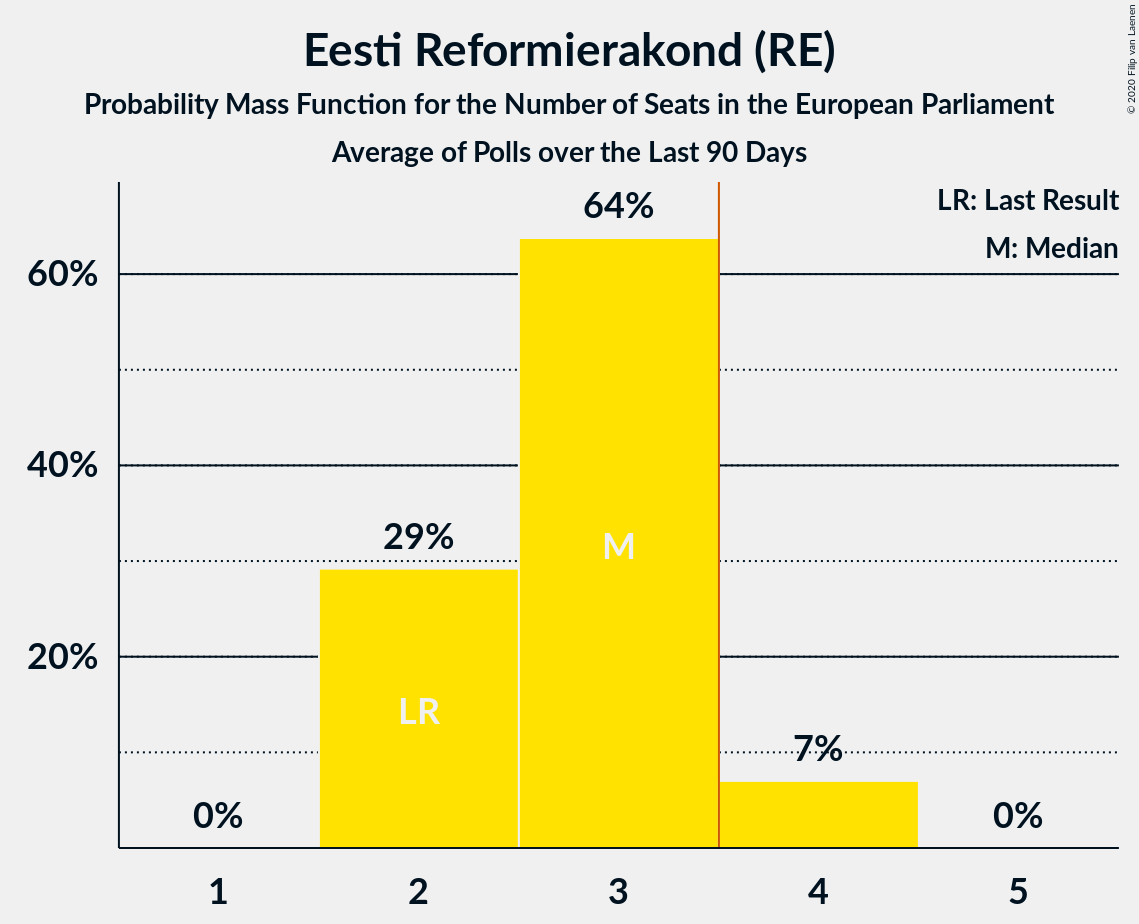 Eesti Reformierakond (RE)
Probability Mass Function for the Number of Seats in the European Parliament
Average of Polls over the Last 90 Days
© 2020 Filip van Laenen
LR: Last Result
M: Median
64%
60%
40%
29%
M
20%
LR
7%
0%
0%
1
2
3
4
5